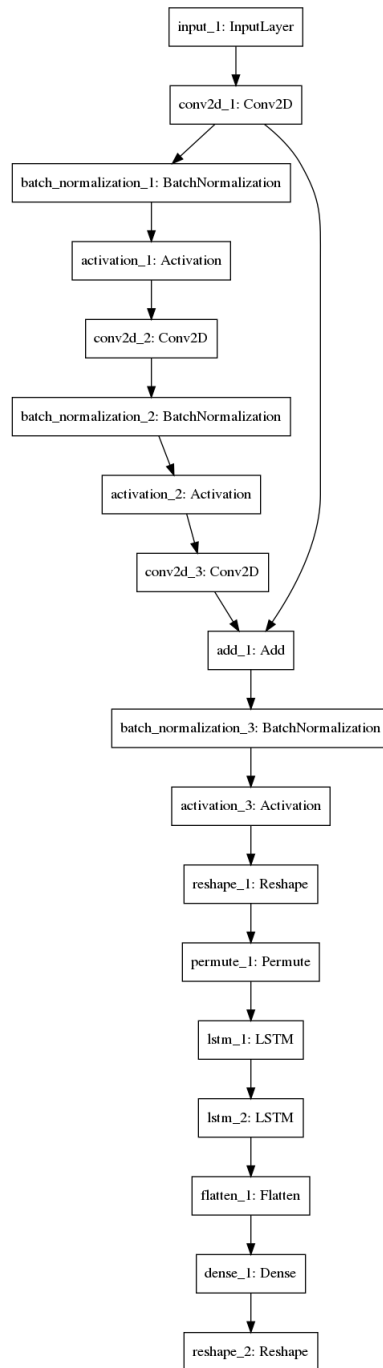 input_1: InputLayer
conv2d_1: Conv2D
batch_normalization_1: BatchNormalization
activation_1: Activation
conv2d_2: Conv2D
batch_normalization_2: BatchNormalization
activation_2: Activation
conv2d_3: Conv2D
add_1: Add
batch_normalization_3: BatchNormalization
activation_3: Activation
reshape_1: Reshape
permute_1: Permute
lstm_1: LSTM
lstm_2: LSTM
flatten_1: Flatten
dense_1: Dense
reshape_2: Reshape